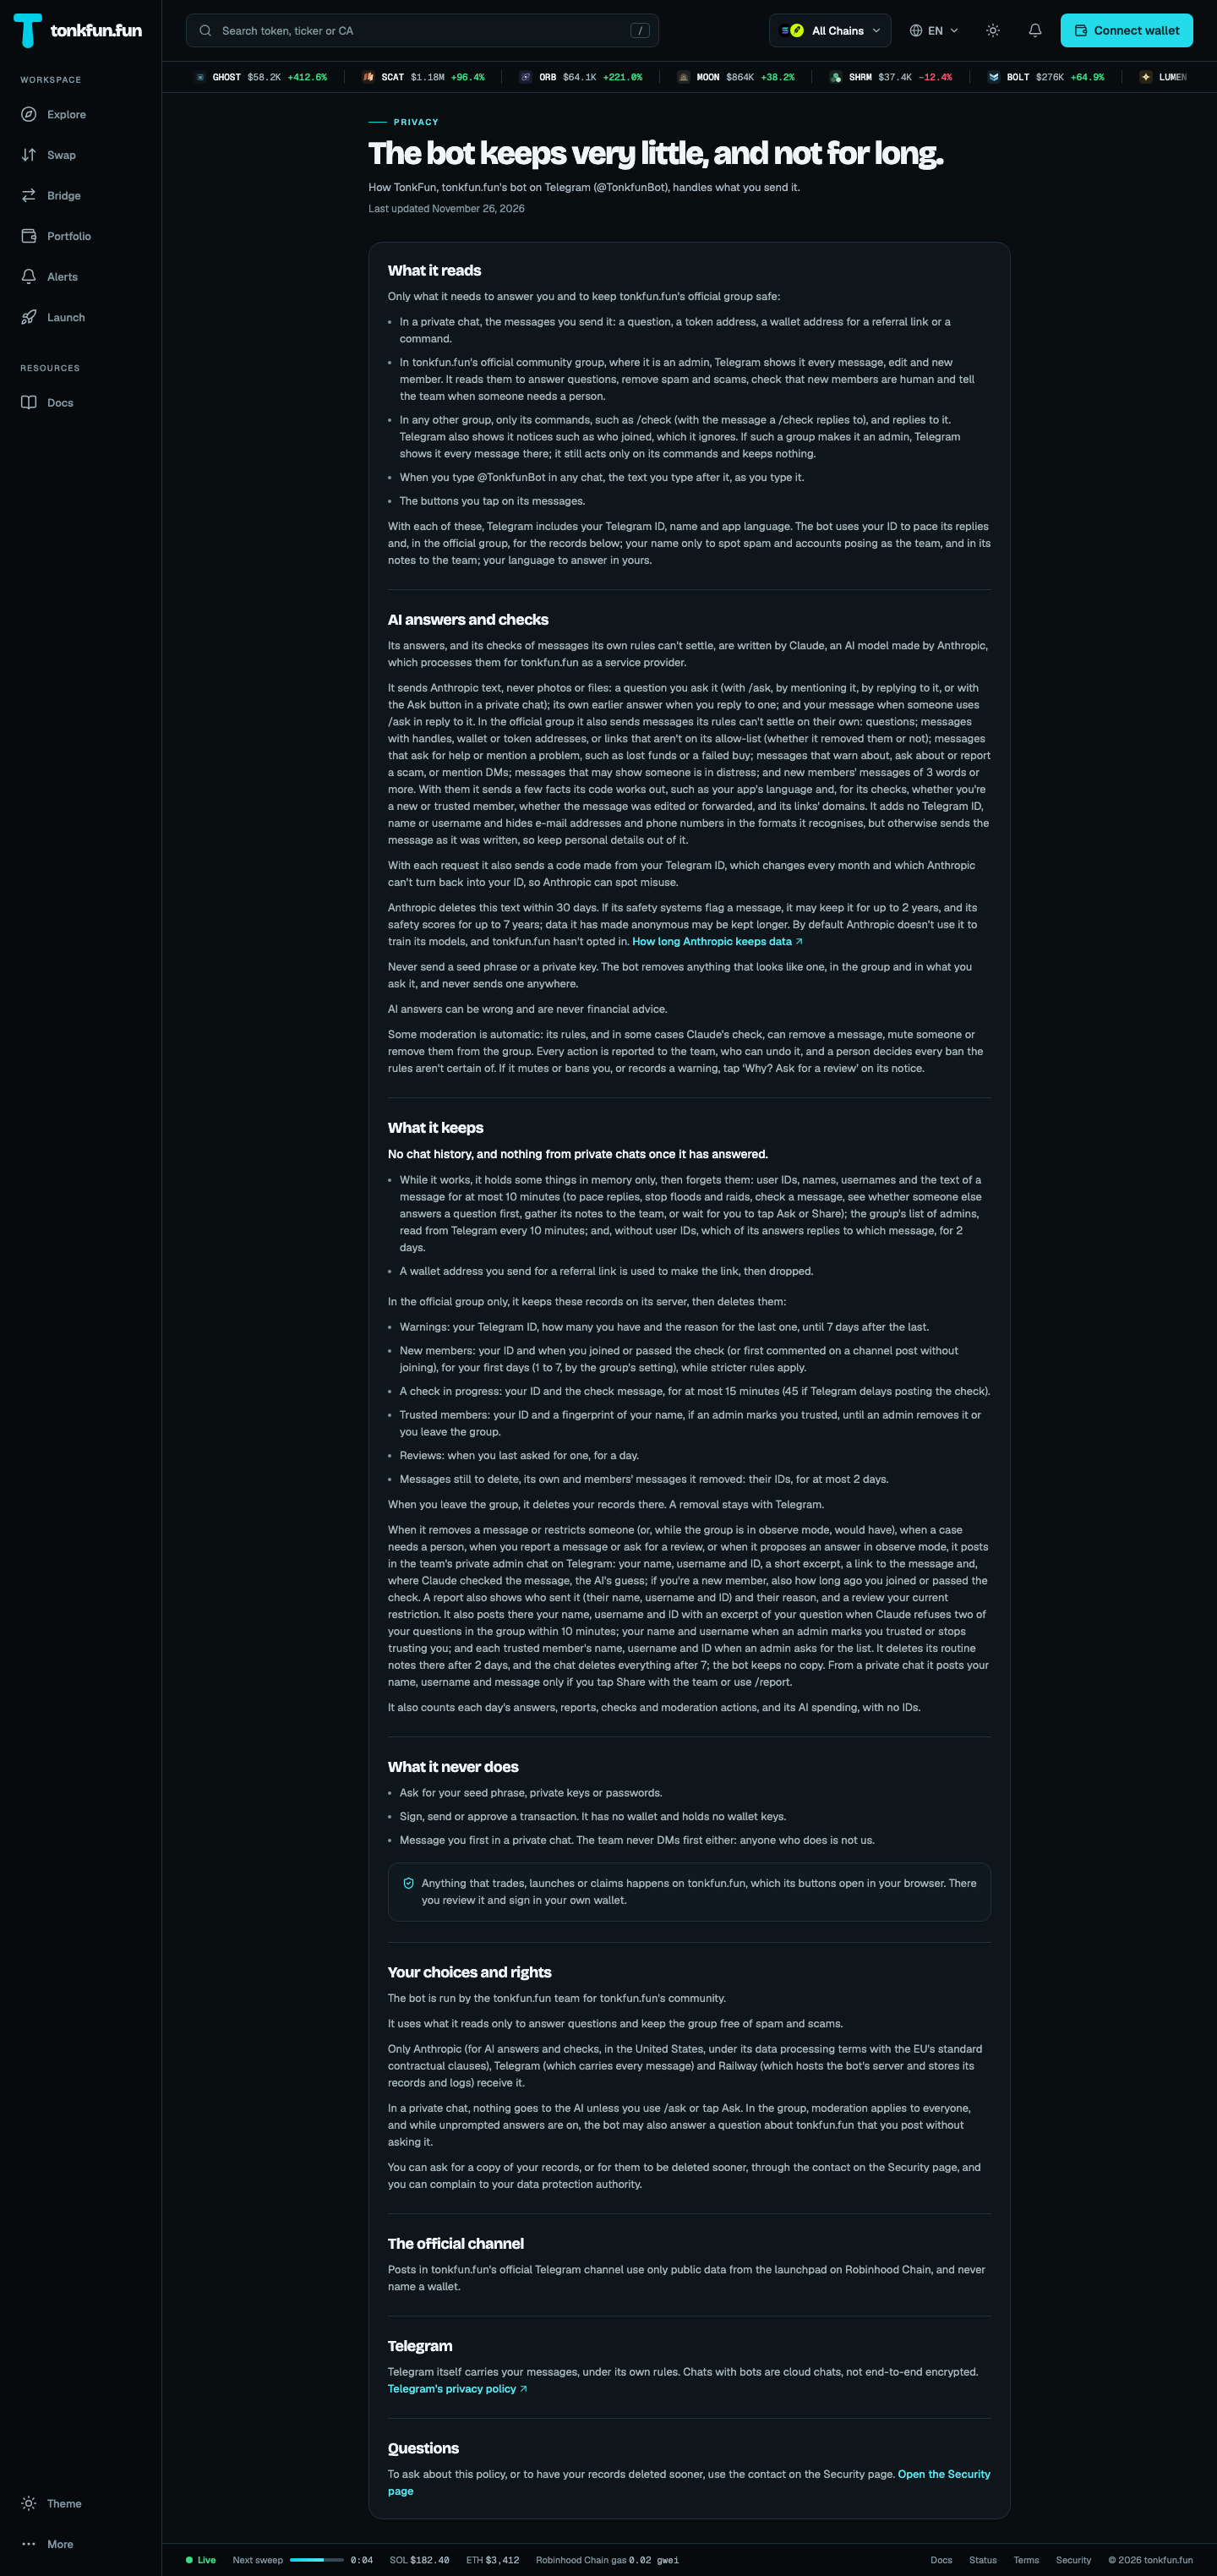 tonkfun.fun
Search token, ticker or CA
/
All Chains
EN
Connect wallet
WORKSPACE
Explore
Swap
Bridge
Portfolio
Alerts
Launch
RESOURCES
Docs
GHOST $58.2K +412.6%
SCAT $1.18M +96.4%
ORB $64.1K +221.0%
MOON $864K +38.2%
SHRM $37.4K −12.4%
BOLT $276K +64.9%
LUMEN
PRIVACY
The bot keeps very little, and not for long.
How TonkFun, tonkfun.fun's bot on Telegram (@TonkfunBot), handles what you send it.
Last updated November 26, 2026
What it reads
Only what it needs to answer you and to keep tonkfun.fun's official group safe:
• In a private chat, the messages you send it: a question, a token address, a wallet address for a referral link or a
command.
• In tonkfun.fun's official community group, where it is an admin, Telegram shows it every message, edit and new
member. It reads them to answer questions, remove spam and scams, check that new members are human and tell
the team when someone needs a person.
• In any other group, only its commands, such as /check (with the message a /check replies to), and replies to it.
Telegram also shows it notices such as who joined, which it ignores. If such a group makes it an admin, Telegram
shows it every message there; it still acts only on its commands and keeps nothing.
• When you type @TonkfunBot in any chat, the text you type after it, as you type it.
• The buttons you tap on its messages.
With each of these, Telegram includes your Telegram ID, name and app language. The bot uses your ID to pace its replies
and, in the official group, for the records below; your name only to spot spam and accounts posing as the team, and in its
notes to the team; your language to answer in yours.
AI answers and checks
Its answers, and its checks of messages its own rules can't settle, are written by Claude, an AI model made by Anthropic,
which processes them for tonkfun.fun as a service provider.
It sends Anthropic text, never photos or files: a question you ask it (with /ask, by mentioning it, by replying to it, or with
the Ask button in a private chat); its own earlier answer when you reply to one; and your message when someone uses
/ask in reply to it. In the official group it also sends messages its rules can't settle on their own: questions; messages
with handles, wallet or token addresses, or links that aren't on its allow-list (whether it removed them or not); messages
that ask for help or mention a problem, such as lost funds or a failed buy; messages that warn about, ask about or report
a scam, or mention DMs; messages that may show someone is in distress; and new members' messages of 3 words or
more. With them it sends a few facts its code works out, such as your app's language and, for its checks, whether you're
a new or trusted member, whether the message was edited or forwarded, and its links' domains. It adds no Telegram ID,
name or username and hides e-mail addresses and phone numbers in the formats it recognises, but otherwise sends the
message as it was written, so keep personal details out of it.
With each request it also sends a code made from your Telegram ID, which changes every month and which Anthropic
can't turn back into your ID, so Anthropic can spot misuse.
Anthropic deletes this text within 30 days. If its safety systems flag a message, it may keep it for up to 2 years, and its
safety scores for up to 7 years; data it has made anonymous may be kept longer. By default Anthropic doesn't use it to
train its models, and tonkfun.fun hasn't opted in. How long Anthropic keeps data ↗
Never send a seed phrase or a private key. The bot removes anything that looks like one, in the group and in what you
ask it, and never sends one anywhere.
AI answers can be wrong and are never financial advice.
Some moderation is automatic: its rules, and in some cases Claude's check, can remove a message, mute someone or
remove them from the group. Every action is reported to the team, who can undo it, and a person decides every ban the
rules aren't certain of. If it mutes or bans you, or records a warning, tap ‘Why? Ask for a review’ on its notice.
What it keeps
No chat history, and nothing from private chats once it has answered.
• While it works, it holds some things in memory only, then forgets them: user IDs, names, usernames and the text of a
message for at most 10 minutes (to pace replies, stop floods and raids, check a message, see whether someone else
answers a question first, gather its notes to the team, or wait for you to tap Ask or Share); the group's list of admins,
read from Telegram every 10 minutes; and, without user IDs, which of its answers replies to which message, for 2
days.
• A wallet address you send for a referral link is used to make the link, then dropped.
In the official group only, it keeps these records on its server, then deletes them:
• Warnings: your Telegram ID, how many you have and the reason for the last one, until 7 days after the last.
• New members: your ID and when you joined or passed the check (or first commented on a channel post without
joining), for your first days (1 to 7, by the group's setting), while stricter rules apply.
• A check in progress: your ID and the check message, for at most 15 minutes (45 if Telegram delays posting the check).
• Trusted members: your ID and a fingerprint of your name, if an admin marks you trusted, until an admin removes it or
you leave the group.
• Reviews: when you last asked for one, for a day.
• Messages still to delete, its own and members' messages it removed: their IDs, for at most 2 days.
When you leave the group, it deletes your records there. A removal stays with Telegram.
When it removes a message or restricts someone (or, while the group is in observe mode, would have), when a case
needs a person, when you report a message or ask for a review, or when it proposes an answer in observe mode, it posts
in the team's private admin chat on Telegram: your name, username and ID, a short excerpt, a link to the message and,
where Claude checked the message, the AI's guess; if you're a new member, also how long ago you joined or passed the
check. A report also shows who sent it (their name, username and ID) and their reason, and a review your current
restriction. It also posts there your name, username and ID with an excerpt of your question when Claude refuses two of
your questions in the group within 10 minutes; your name and username when an admin marks you trusted or stops
trusting you; and each trusted member's name, username and ID when an admin asks for the list. It deletes its routine
notes there after 2 days, and the chat deletes everything after 7; the bot keeps no copy. From a private chat it posts your
name, username and message only if you tap Share with the team or use /report.
It also counts each day's answers, reports, checks and moderation actions, and its AI spending, with no IDs.
What it never does
• Ask for your seed phrase, private keys or passwords.
• Sign, send or approve a transaction. It has no wallet and holds no wallet keys.
• Message you first in a private chat. The team never DMs first either: anyone who does is not us.
Anything that trades, launches or claims happens on tonkfun.fun, which its buttons open in your browser. There
you review it and sign in your own wallet.
Your choices and rights
The bot is run by the tonkfun.fun team for tonkfun.fun's community.
It uses what it reads only to answer questions and keep the group free of spam and scams.
Only Anthropic (for AI answers and checks, in the United States, under its data processing terms with the EU's standard
contractual clauses), Telegram (which carries every message) and Railway (which hosts the bot's server and stores its
records and logs) receive it.
In a private chat, nothing goes to the AI unless you use /ask or tap Ask. In the group, moderation applies to everyone,
and while unprompted answers are on, the bot may also answer a question about tonkfun.fun that you post without
asking it.
You can ask for a copy of your records, or for them to be deleted sooner, through the contact on the Security page, and
you can complain to your data protection authority.
The official channel
Posts in tonkfun.fun's official Telegram channel use only public data from the launchpad on Robinhood Chain, and never
name a wallet.
Telegram
Telegram itself carries your messages, under its own rules. Chats with bots are cloud chats, not end-to-end encrypted.
Telegram's privacy policy ↗
Questions
To ask about this policy, or to have your records deleted sooner, use the contact on the Security page. Open the Security
page
Theme
More
Live
Next sweep 0:04
SOL $182.40
ETH $3,412
Robinhood Chain gas 0.02 gwei
Docs
Status
Terms
Security
© 2026 tonkfun.fun